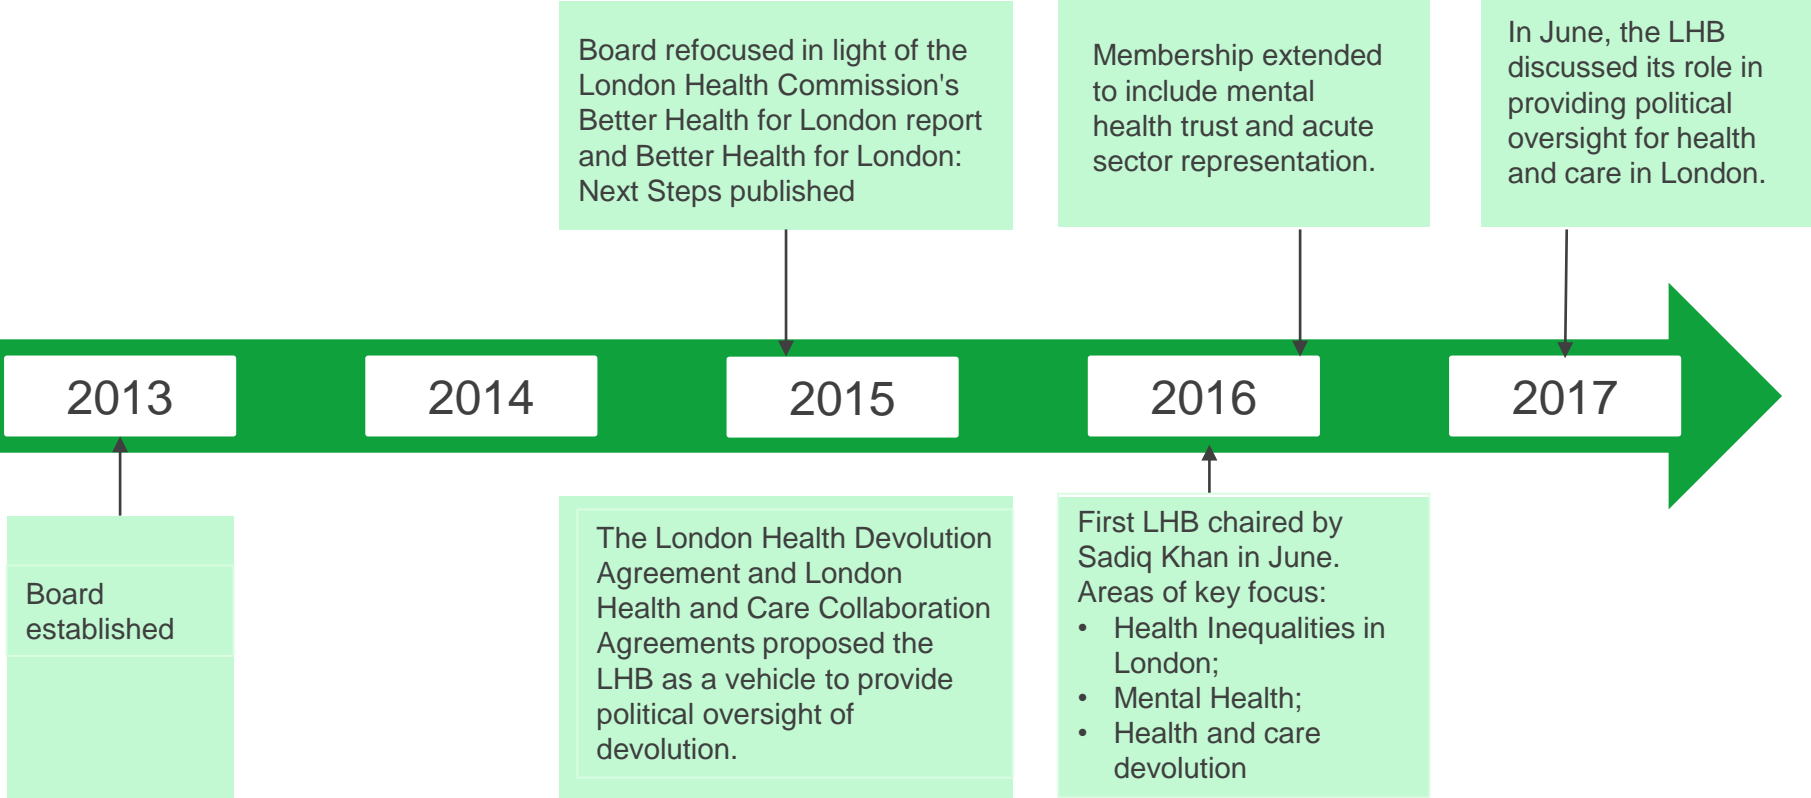 Board refocused in light of the
London Health Commission's
Better Health for London report
and Better Health for London:
Next Steps published
Membership extended
to include mental
health trust and acute
sector representation.
In June, the LHB
discussed its role in
providing political
oversight for health
and care in London.
2013
2014
2015
2016
2017
Board
established
The London Health Devolution
Agreement and London
Health and Care Collaboration
Agreements proposed the
LHB as a vehicle to provide
political oversight of
devolution.
First LHB chaired by
Sadiq Khan in June.
Areas of key focus:
• Health Inequalities in
London;
• Mental Health;
• Health and care
devolution